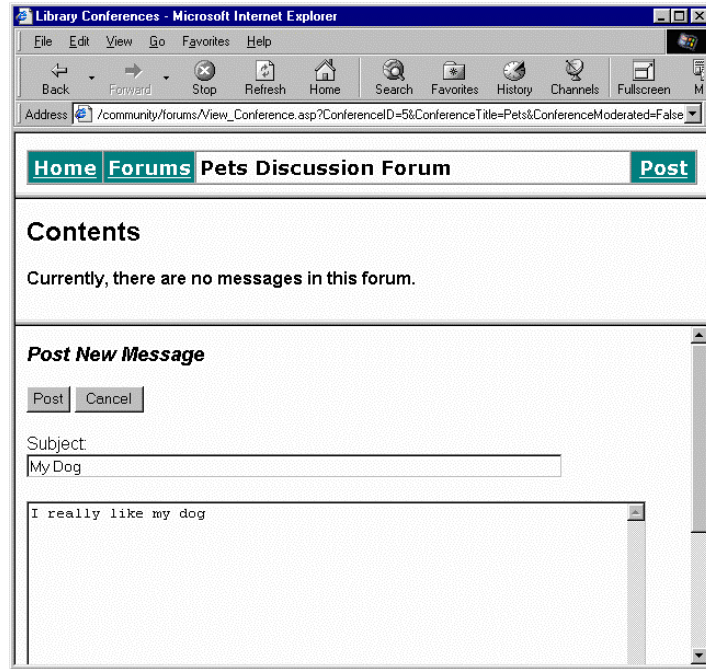 Library Conferences - Microsoft Internet Explorer
File Edit View Go Favorites Help
Back Forward Stop Refresh Home Search Favorites History Channels Fullscreen M
Address /community/forums/View_Conference.asp?ConferenceID=5&ConferenceTitle=Pets&ConferenceModerated=False
Home Forums Pets Discussion Forum Post
Contents
Currently, there are no messages in this forum.
Post New Message
Post Cancel
Subject:
My Dog
I really like my dog